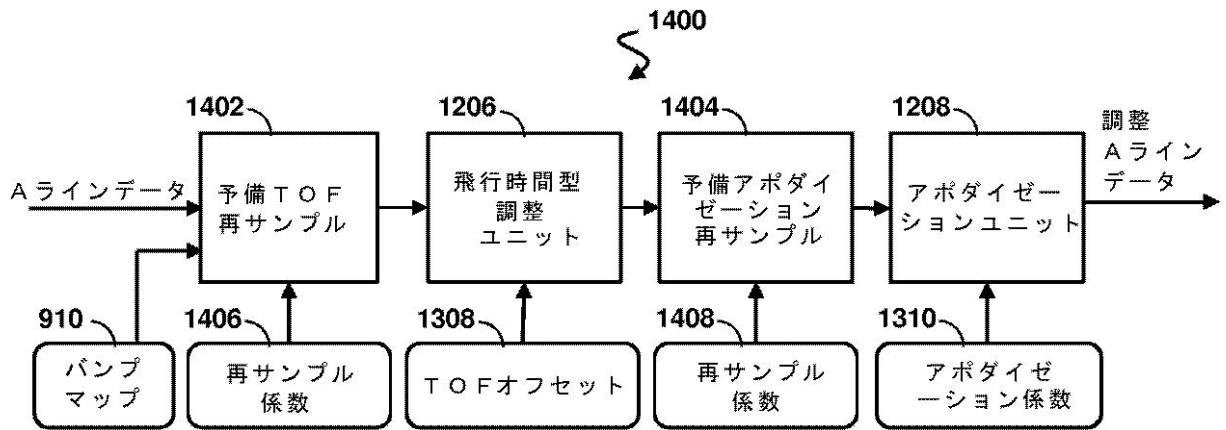 1400
1402
1206
1404
1208
調整
Aライン
データ
Aラインデータ
予備TOF
再サンプル
飛行時間型
調整
ユニット
予備アポダイ
ゼーション
再サンプル
アポダイゼー
ションユニット
910
1406
1308
1408
1310
バンプ
マップ
再サンプル
係数
TOFオフセット
再サンプル
係数
アポダイゼ
ーション係数